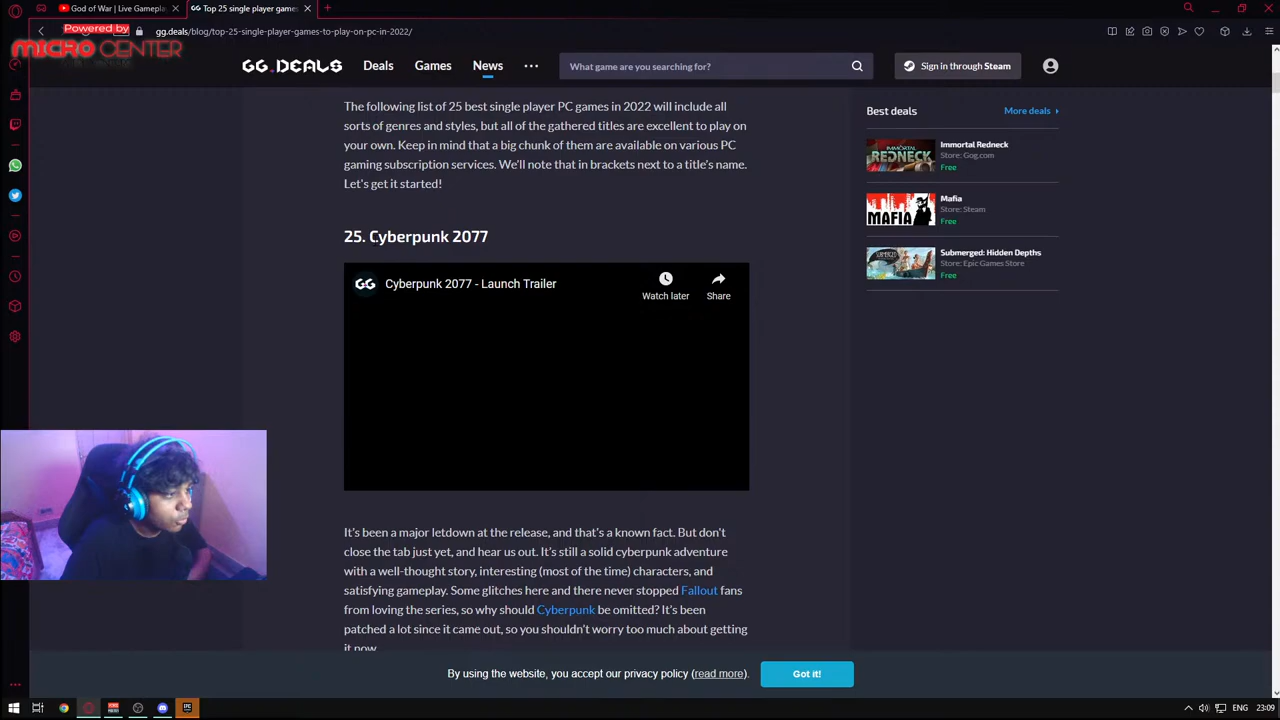 God of War | Live Gamepla
Top 25 single player games
Powered by
MICRO CENTER
gg.deals/blog/top-25-single-player-games-to-play-on-pc-in-2022/
GG.DEALS
Deals
Games
News
What game are you searching for?
Sign in through Steam
The following list of 25 best single player PC games in 2022 will include all
sorts of genres and styles, but all of the gathered titles are excellent to play on
your own. Keep in mind that a big chunk of them are available on various PC
gaming subscription services. We'll note that in brackets next to a title's name.
Let's get it started!
25. Cyberpunk 2077
GG
Cyberpunk 2077 - Launch Trailer
Watch later
Share
It's been a major letdown at the release, and that's a known fact. But don't
close the tab just yet, and hear us out. It's still a solid cyberpunk adventure
with a well-thought story, interesting (most of the time) characters, and
satisfying gameplay. Some glitches here and there never stopped Fallout fans
from loving the series, so why should Cyberpunk be omitted? It's been
patched a lot since it came out, so you shouldn't worry too much about getting
it now.
Best deals
More deals
IMMORTAL
REDNECK
Immortal Redneck
Store: Gog.com
Free
MAFIA
Mafia
Store: Steam
Free
Submerged: Hidden Depths
Store: Epic Games Store
Free
By using the website, you accept our privacy policy (read more).
Got it!
ENG
23:09